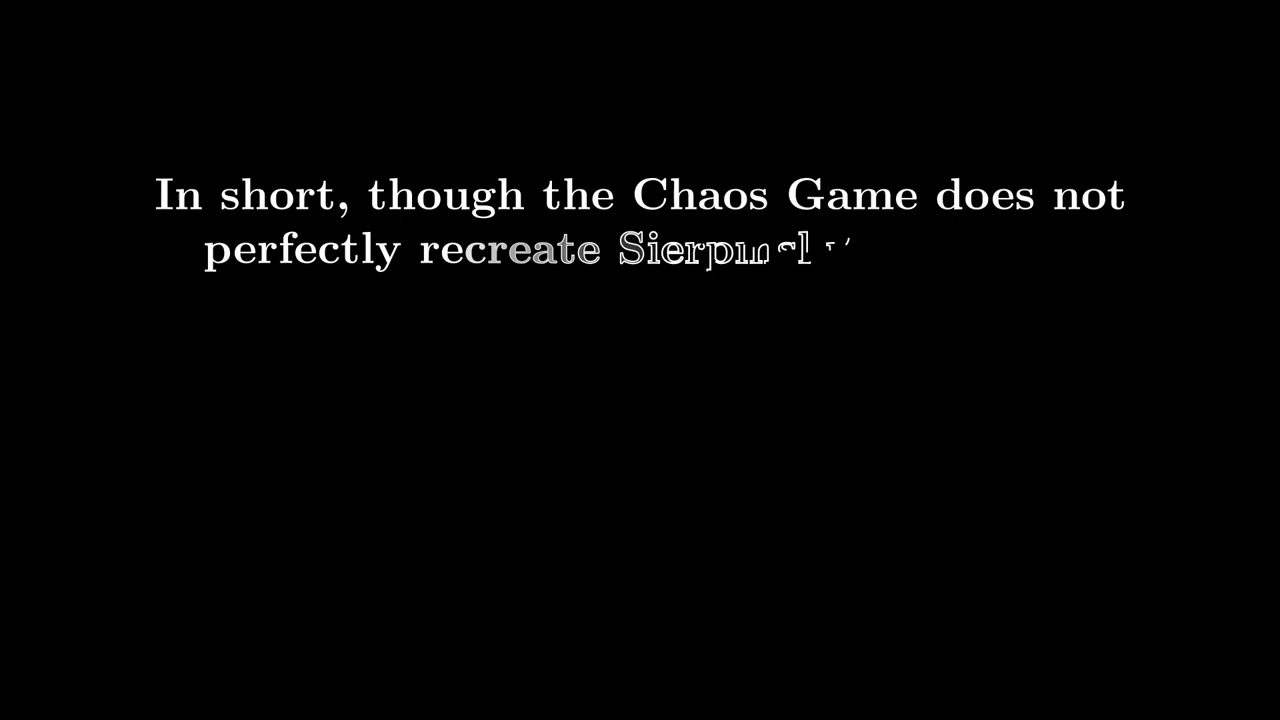 In short, though the Chaos Game does not
perfectly recreate